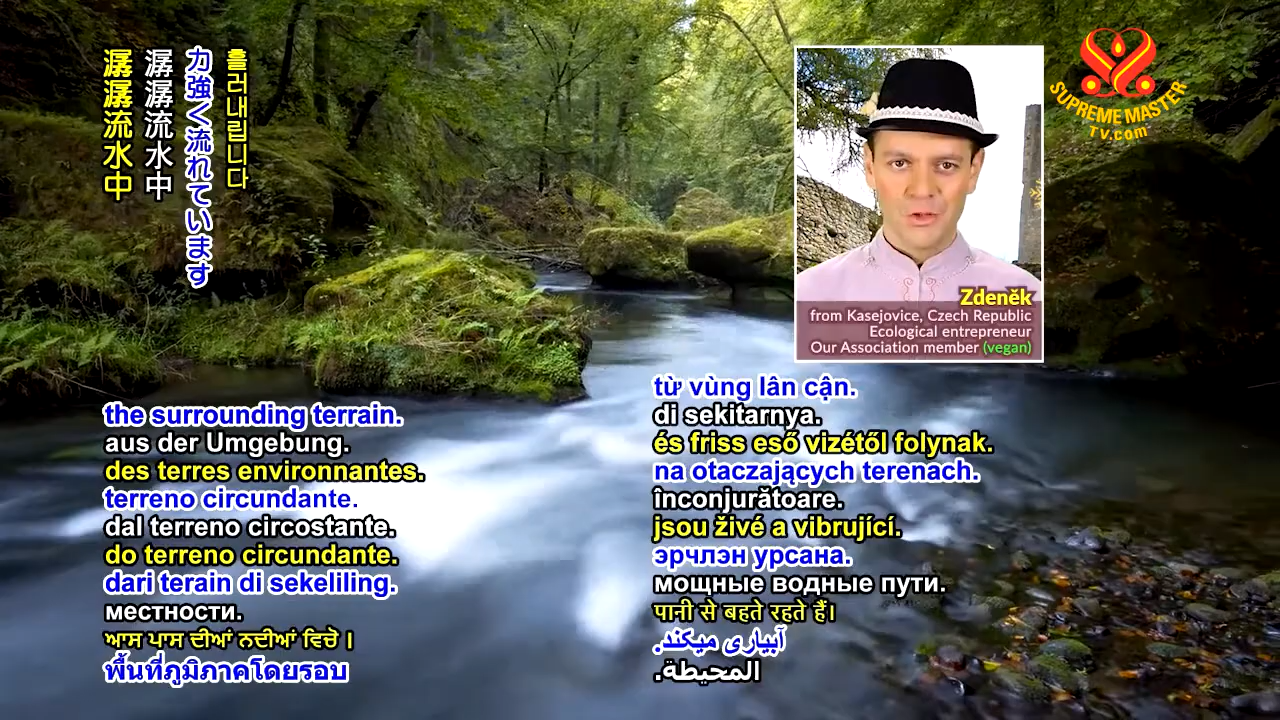 흘러내립니다
力強く流れています
潺潺流水中
潺潺流水中
SUPREME MASTER
TV.com
Zdeněk
from Kasejovice, Czech Republic
Ecological entrepreneur
Our Association member (vegan)
the surrounding terrain.
aus der Umgebung.
des terres environnantes.
terreno circundante.
dal terreno circostante.
do terreno circundante.
dari terain di sekeliling.
местности.
ਆਸ ਪਾਸ ਦੀਆਂ ਨਦੀਆਂ ਵਿਚੋ ।
พื้นที่ภูมิภาคโดยรอบ
từ vùng lân cận.
di sekitarnya.
és friss eső vizétől folynak.
na otaczających terenach.
înconjurătoare.
jsou živé a vibrující.
эрчлэн урсана.
мощные водные пути.
पानी से बहते रहते हैं।
آبیاری میکند.
المحيطة.